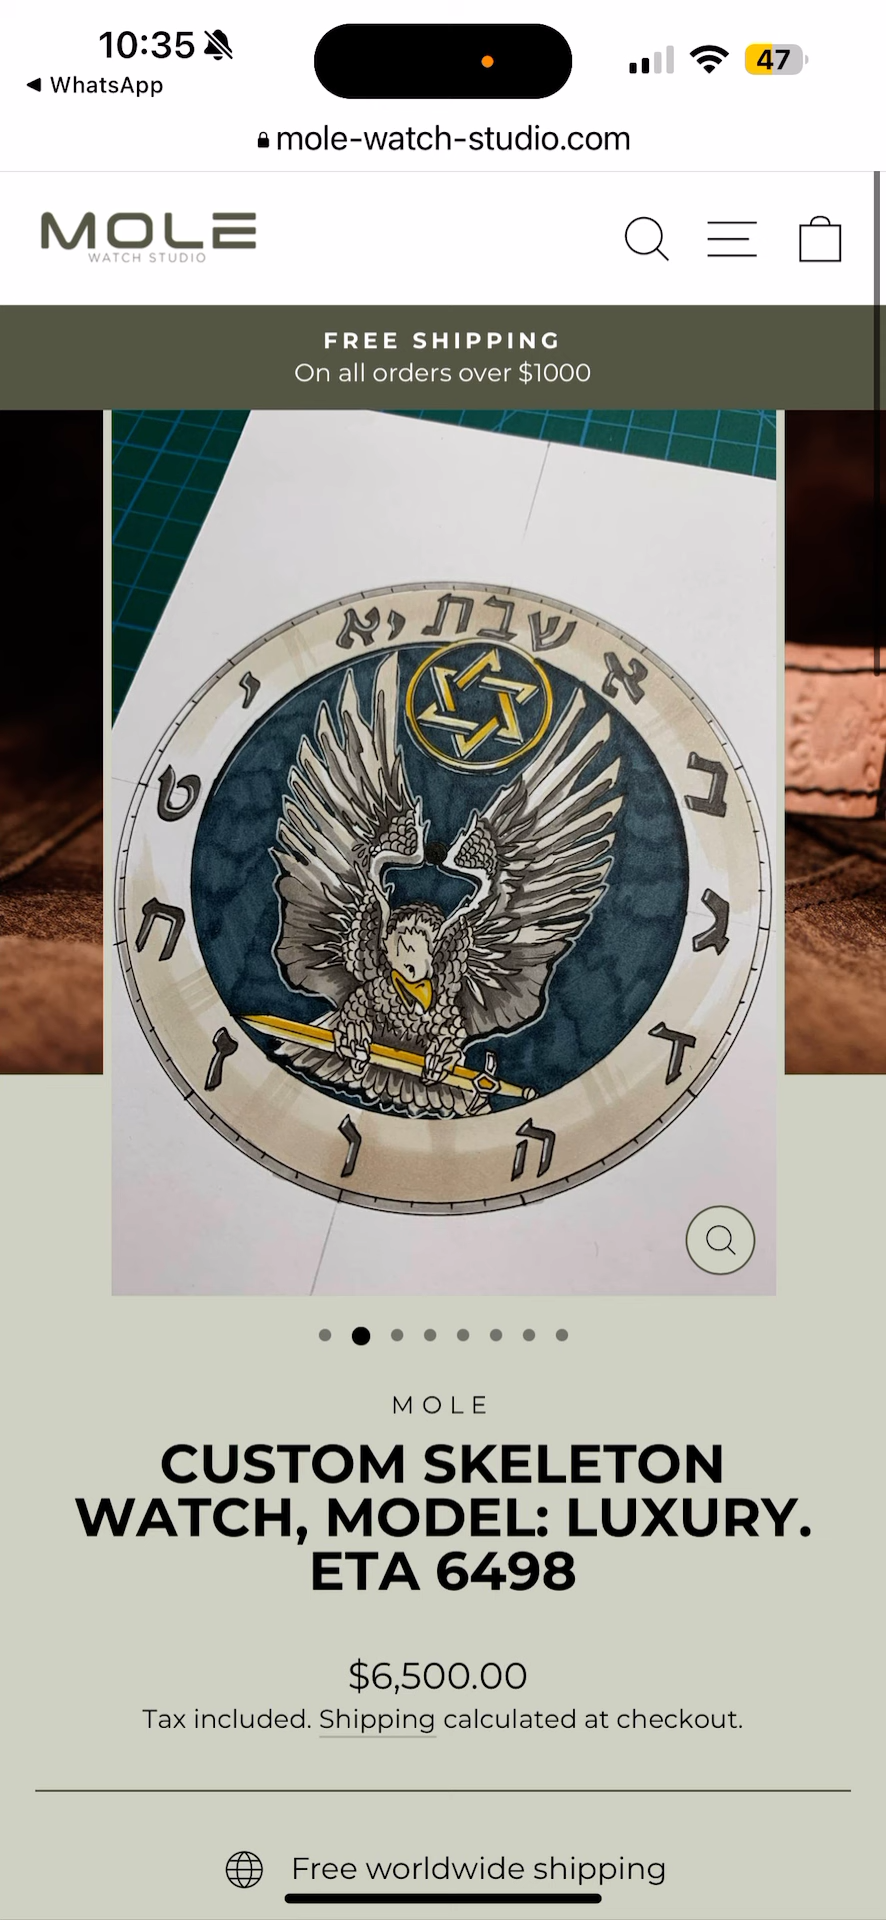 10:35
47
WhatsApp
mole-watch-studio.com
MOLE
WATCH STUDIO
FREE SHIPPING
On all orders over $1000
שבת
א
ב
ג
ד
ה
ו
ז
ח
ט
י
יא
MOLE
CUSTOM SKELETON
WATCH, MODEL: LUXURY.
ETA 6498
$6,500.00
Tax included. Shipping calculated at checkout.
Free worldwide shipping